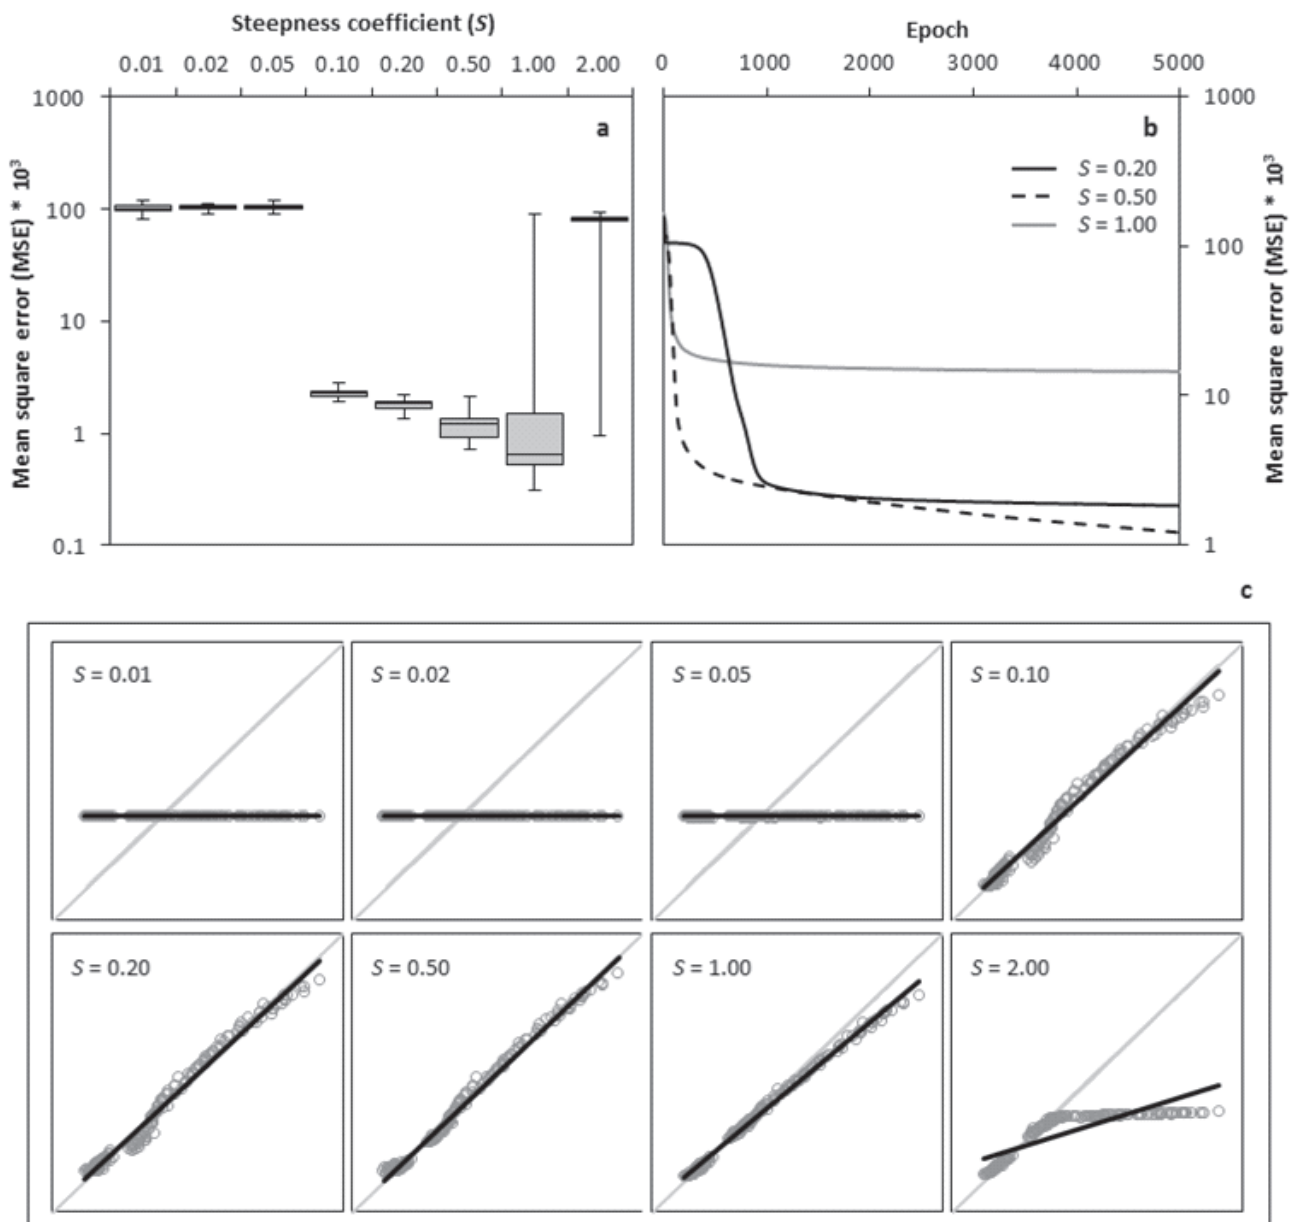 Steepness coefficient (S)
0.01 0.02 0.05 0.10 0.20 0.50 1.00 2.00
Mean square error (MSE) * 10³
1000
100
10
1
0.1
a
Epoch
0 1000 2000 3000 4000 5000
b
S = 0.20
S = 0.50
S = 1.00
1000
100
10
1
Mean square error (MSE) * 10³
c
S = 0.01
S = 0.02
S = 0.05
S = 0.10
S = 0.20
S = 0.50
S = 1.00
S = 2.00